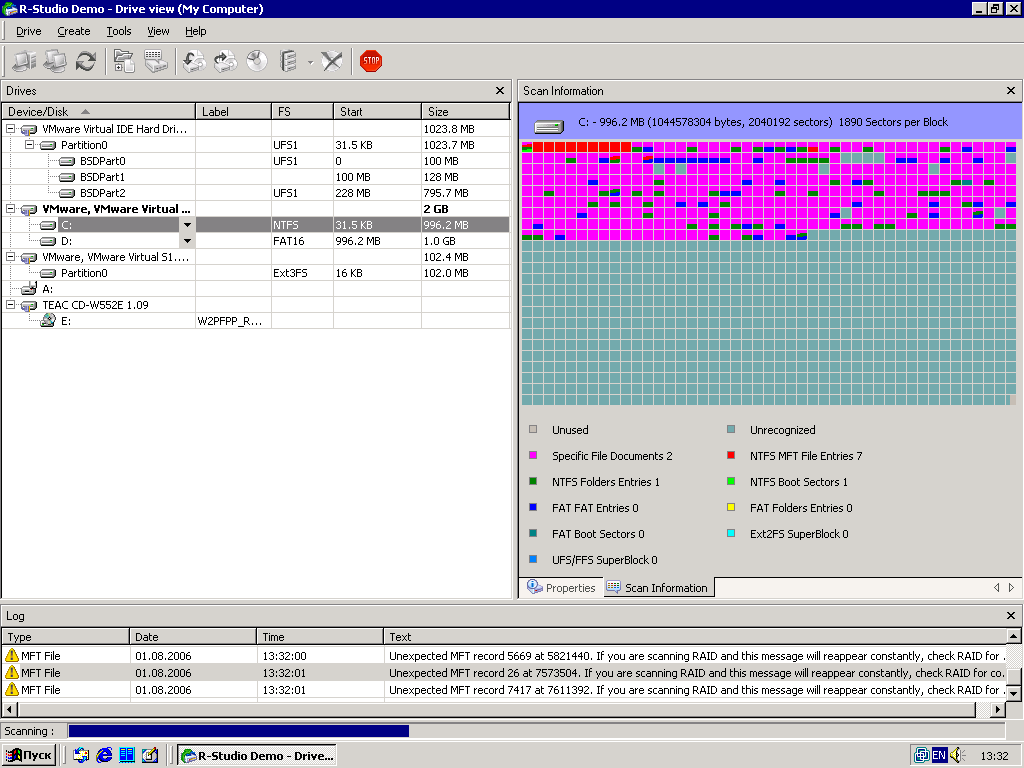 R-Studio Demo - Drive view (My Computer)
Drive Create Tools View Help
STOP
Drives
Device/Disk Label FS Start Size
VMware Virtual IDE Hard Dri... 1023.8 MB
Partition0 UFS1 31.5 KB 1023.7 MB
BSDPart0 UFS1 0 100 MB
BSDPart1 100 MB 128 MB
BSDPart2 UFS1 228 MB 795.7 MB
VMware, VMware Virtual ... 2 GB
C: NTFS 31.5 KB 996.2 MB
D: FAT16 996.2 MB 1.0 GB
VMware, VMware Virtual S1.... 102.4 MB
Partition0 Ext3FS 16 KB 102.0 MB
A:
TEAC CD-W552E 1.09
E: W2PFPP_R...
Scan Information
C: - 996.2 MB (1044578304 bytes, 2040192 sectors) 1890 Sectors per Block
Unused Unrecognized
Specific File Documents 2 NTFS MFT File Entries 7
NTFS Folders Entries 1 NTFS Boot Sectors 1
FAT FAT Entries 0 FAT Folders Entries 0
FAT Boot Sectors 0 Ext2FS SuperBlock 0
UFS/FFS SuperBlock 0
Properties Scan Information
Log
Type Date Time Text
MFT File 01.08.2006 13:32:00 Unexpected MFT record 5669 at 5821440. If you are scanning RAID and this message will reappear constantly, check RAID for .
MFT File 01.08.2006 13:32:01 Unexpected MFT record 26 at 7573504. If you are scanning RAID and this message will reappear constantly, check RAID for co.
MFT File 01.08.2006 13:32:01 Unexpected MFT record 7417 at 7611392. If you are scanning RAID and this message will reappear constantly, check RAID for .
Scanning :
Пуск R-Studio Demo - Drive... EN 13:32